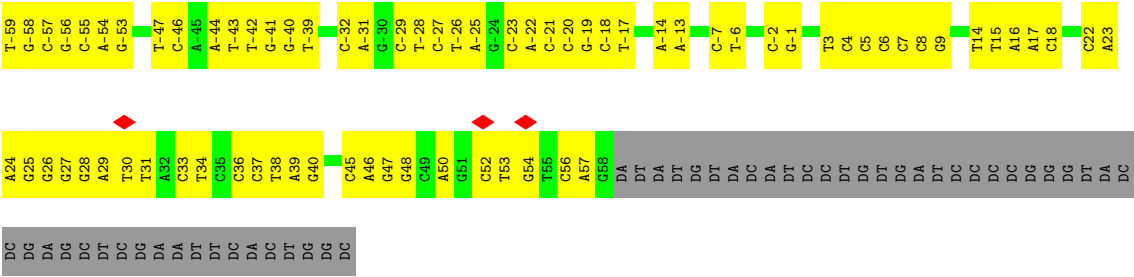 T-59 G-58 C-57 G-56 C-55 A-54 G-53 T-47 C-46 A-45 A-44 T-43 T-42 G-41 G-40 T-39 C-32 A-31 G-30 C-29 T-28 C-27 T-26 A-25 G-24 C-23 A-22 C-21 C-20 G-19 C-18 T-17 A-14 A-13 C-7 T-6 C-2 G-1 T3 C4 C5 C6 C7 C8 G9 T14 T15 A16 A17 C18 C22 A23
A24 G25 G26 G27 G28 A29 T30 T31 A32 C33 T34 C35 C36 C37 T38 A39 G40 C45 A46 G47 G48 C49 A50 G51 C52 T53 G54 T55 C56 A57 G58 DA DT DA DT DG DT DA DC DA DT DC DC DT DG DT DG DA DT DC DC DC DC DG DG DG DT DA DC
DC DG DA DG DC DT DC DG DA DA DT DT DC DA DC DT DG DG DC